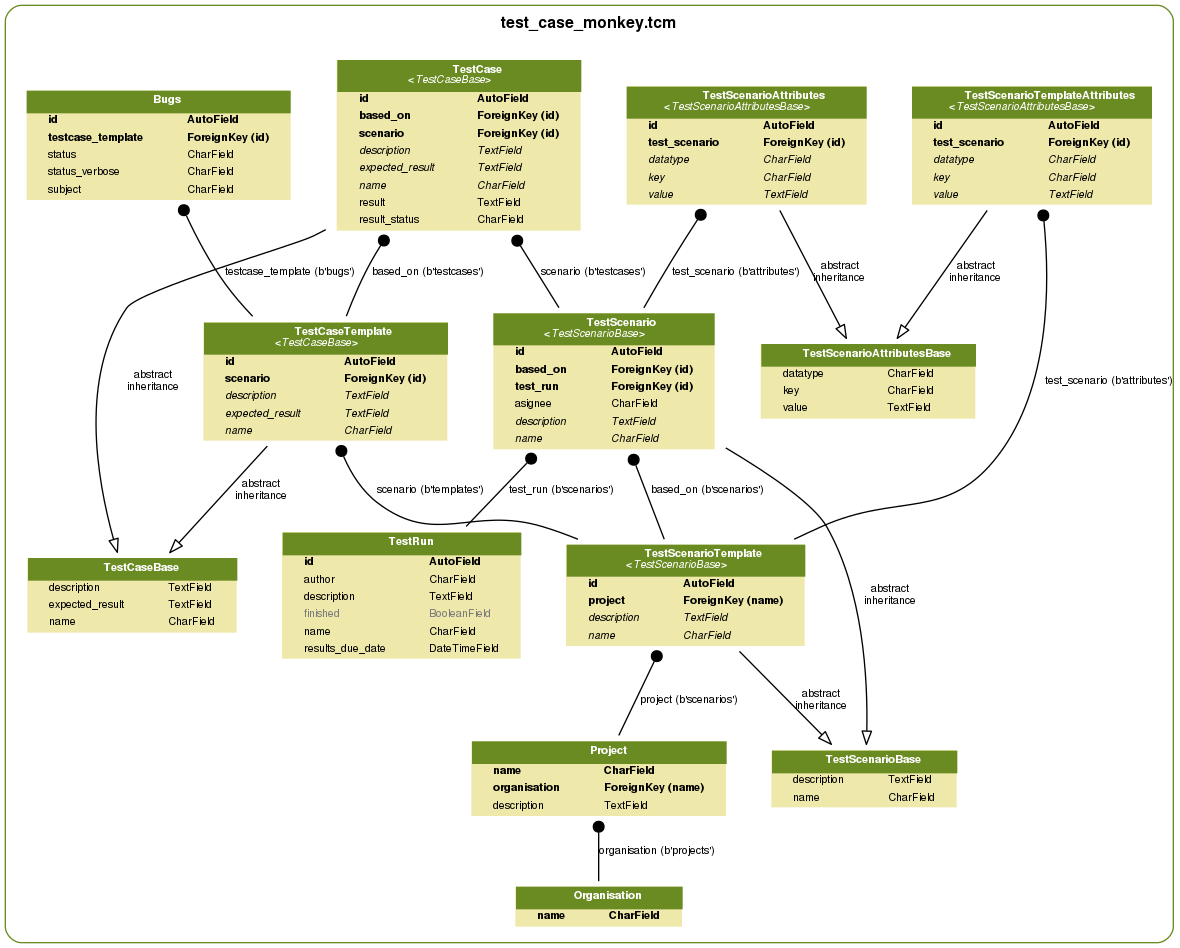 test_case_monkey.tcm
TestCase
<TestCaseBase>
id AutoField
based_on ForeignKey (id)
scenario ForeignKey (id)
description TextField
expected_result TextField
name CharField
result TextField
result_status CharField
Bugs
id AutoField
testcase_template ForeignKey (id)
status CharField
status_verbose CharField
subject CharField
TestScenarioAttributes
<TestScenarioAttributesBase>
id AutoField
test_scenario ForeignKey (id)
datatype CharField
key CharField
value TextField
TestScenarioTemplateAttributes
<TestScenarioAttributesBase>
id AutoField
test_scenario ForeignKey (id)
datatype CharField
key CharField
value TextField
testcase_template (b'bugs')
based_on (b'testcases')
scenario (b'testcases')
test_scenario (b'attributes')
abstract
inheritance
abstract
inheritance
TestCaseTemplate
<TestCaseBase>
id AutoField
scenario ForeignKey (id)
description TextField
expected_result TextField
name CharField
TestScenario
<TestScenarioBase>
id AutoField
based_on ForeignKey (id)
test_run ForeignKey (id)
asignee CharField
description TextField
name CharField
TestScenarioAttributesBase
datatype CharField
key CharField
value TextField
abstract
inheritance
test_scenario (b'attributes')
abstract
inheritance
scenario (b'templates')
test_run (b'scenarios')
based_on (b'scenarios')
TestCaseBase
description TextField
expected_result TextField
name CharField
TestRun
id AutoField
author CharField
description TextField
finished BooleanField
name CharField
results_due_date DateTimeField
TestScenarioTemplate
<TestScenarioBase>
id AutoField
project ForeignKey (name)
description TextField
name CharField
abstract
inheritance
project (b'scenarios')
abstract
inheritance
Project
name CharField
organisation ForeignKey (name)
description TextField
TestScenarioBase
description TextField
name CharField
organisation (b'projects')
Organisation
name CharField